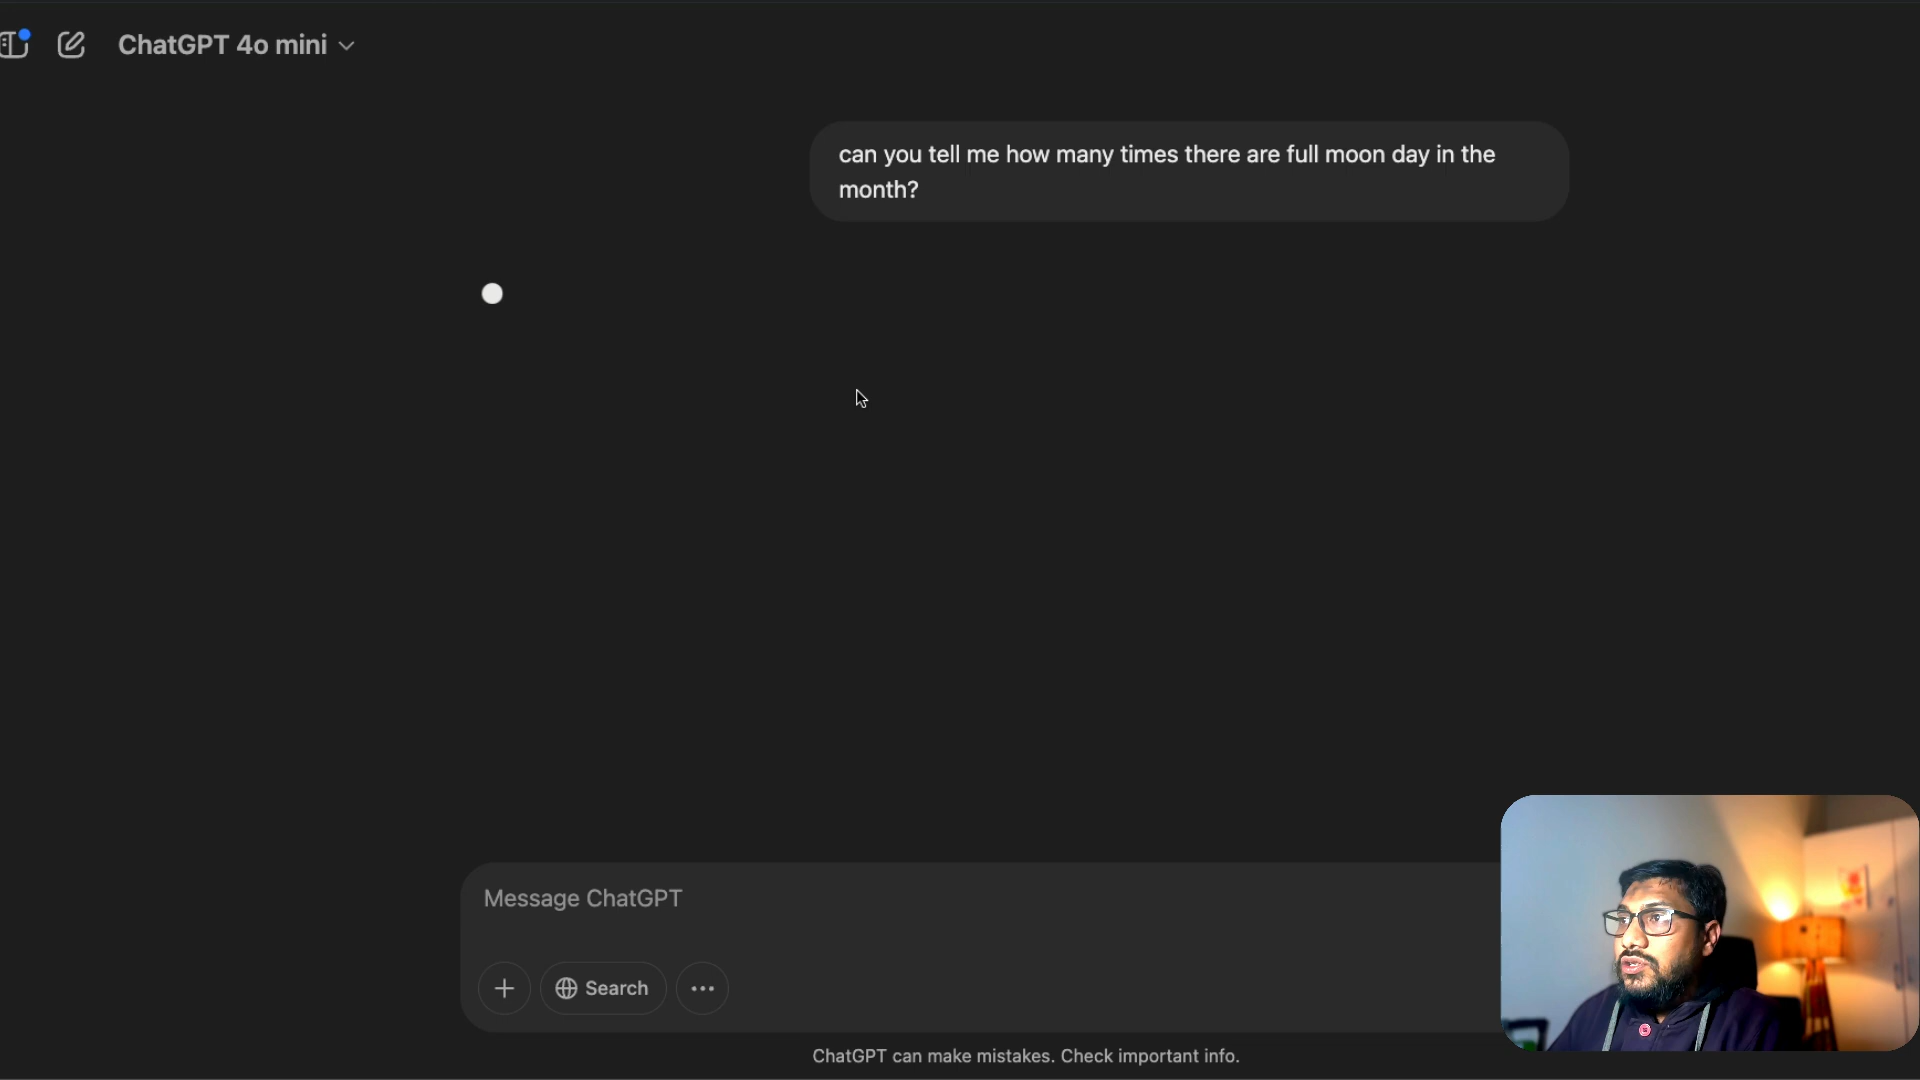 ChatGPT 4o mini
can you tell me how many times there are full moon day in the
month?
Message ChatGPT
Search
ChatGPT can make mistakes. Check important info.